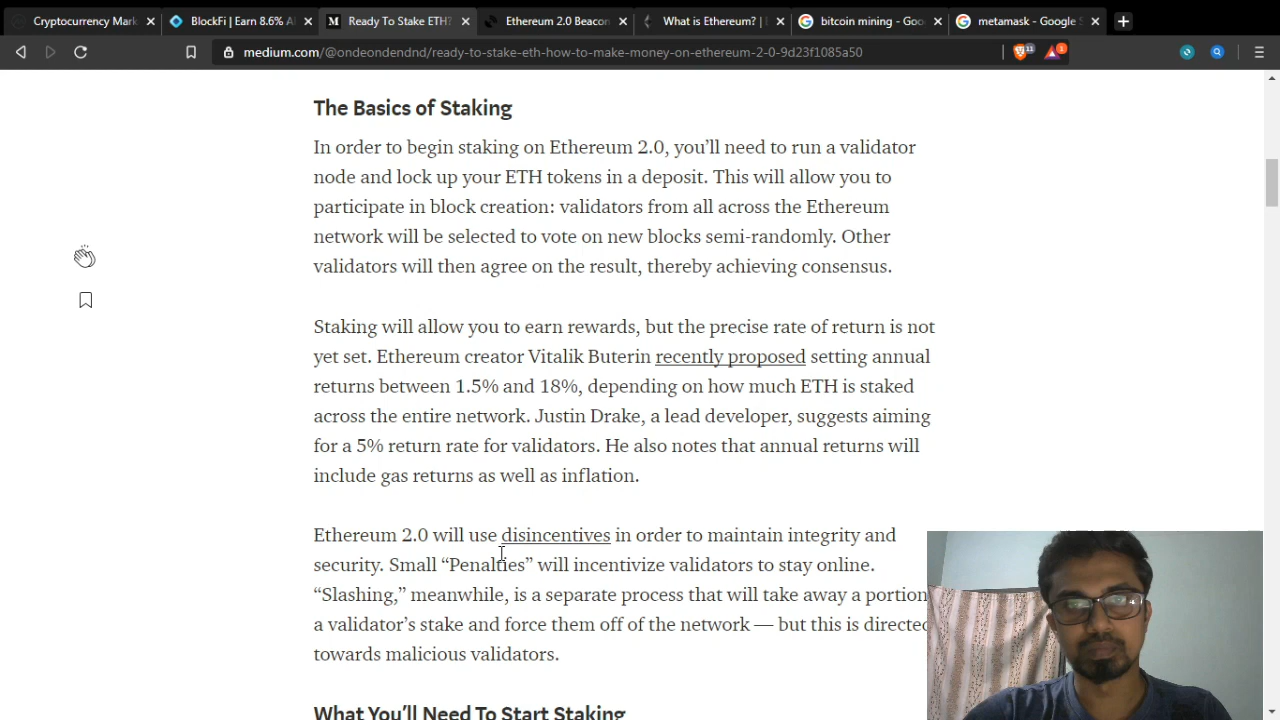 Cryptocurrency Mark
BlockFi | Earn 8.6% A
Ready To Stake ETH?
Ethereum 2.0 Beacon
What is Ethereum? |
bitcoin mining - Goo
metamask - Google S
medium.com/@ondeondendnd/ready-to-stake-eth-how-to-make-money-on-ethereum-2-0-9d23f1085a50
11
1
The Basics of Staking
In order to begin staking on Ethereum 2.0, you’ll need to run a validator
node and lock up your ETH tokens in a deposit. This will allow you to
participate in block creation: validators from all across the Ethereum
network will be selected to vote on new blocks semi-randomly. Other
validators will then agree on the result, thereby achieving consensus.
Staking will allow you to earn rewards, but the precise rate of return is not
yet set. Ethereum creator Vitalik Buterin recently proposed setting annual
returns between 1.5% and 18%, depending on how much ETH is staked
across the entire network. Justin Drake, a lead developer, suggests aiming
for a 5% return rate for validators. He also notes that annual returns will
include gas returns as well as inflation.
Ethereum 2.0 will use disincentives in order to maintain integrity and
security. Small “Penalties” will incentivize validators to stay online.
“Slashing,” meanwhile, is a separate process that will take away a portion
a validator’s stake and force them off of the network — but this is directed
towards malicious validators.
What You’ll Need To Start Staking